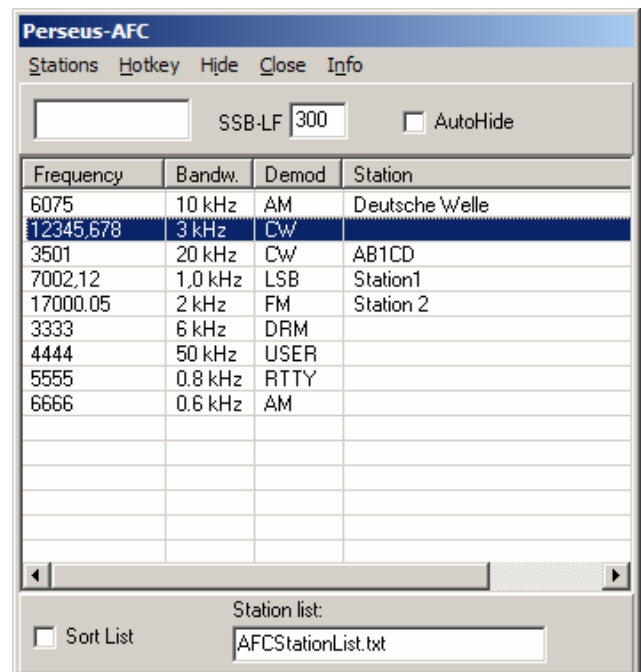 Perseus-AFC
Stations Hotkey Hide Close Info
SSB-LF 300 AutoHide
Frequency Bandw. Demod Station
6075 10 kHz AM Deutsche Welle
12345,678 3 kHz CW
3501 20 kHz CW AB1CD
7002,12 1,0 kHz LSB Station1
17000.05 2 kHz FM Station 2
3333 6 kHz DRM
4444 50 kHz USER
5555 0.8 kHz RTTY
6666 0.6 kHz AM
Station list:
Sort List AFCStationList.txt